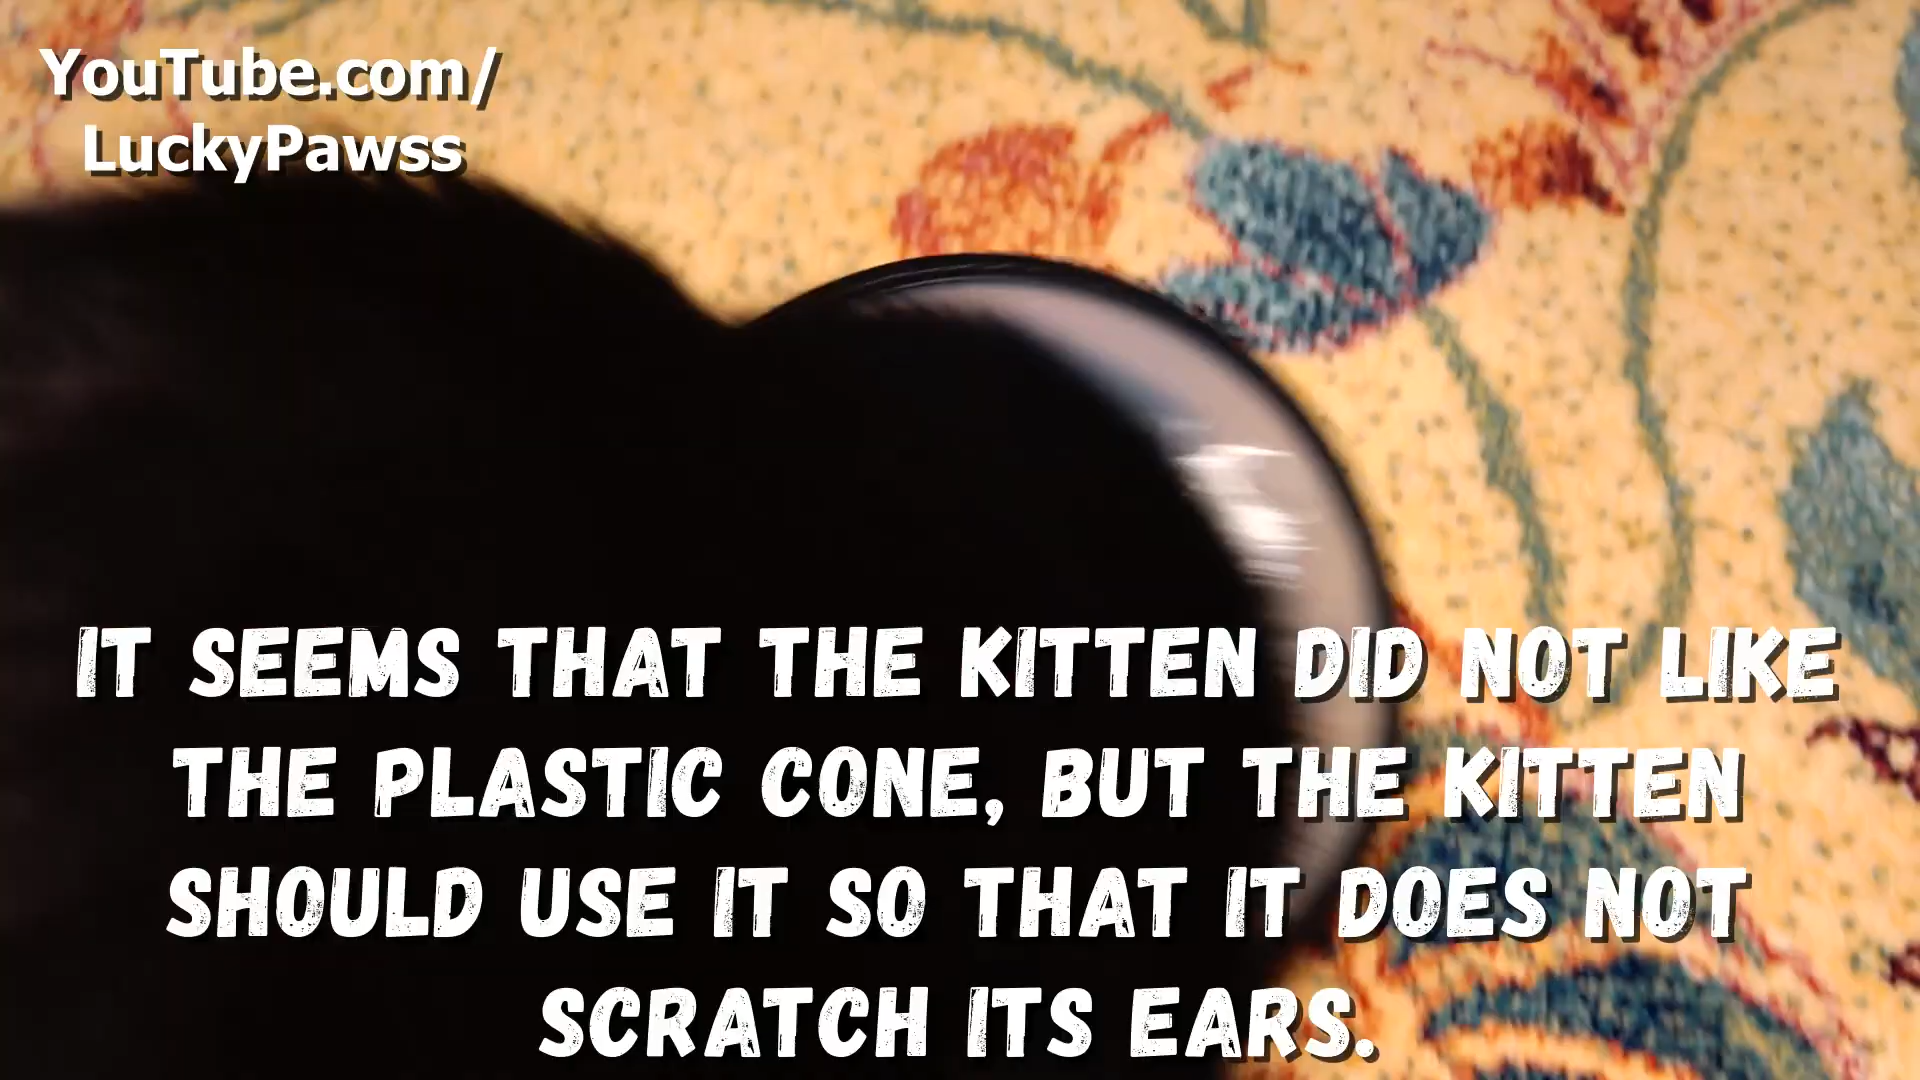 YouTube.com/
LuckyPawss
IT SEEMS THAT THE KITTEN DID NOT LIKE
THE PLASTIC CONE, BUT THE KITTEN
SHOULD USE IT SO THAT IT DOES NOT
SCRATCH ITS EARS.